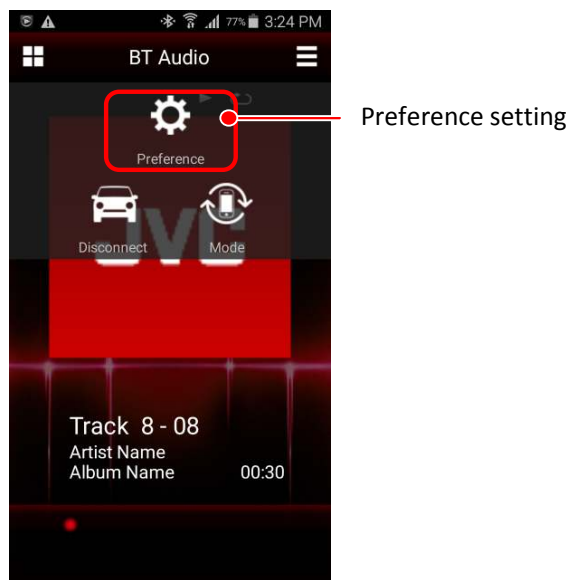 77% 3:24 PM
BT Audio
Preference setting
Preference
Disconnect Mode
JVC
Track 8 - 08
Artist Name
Album Name 00:30